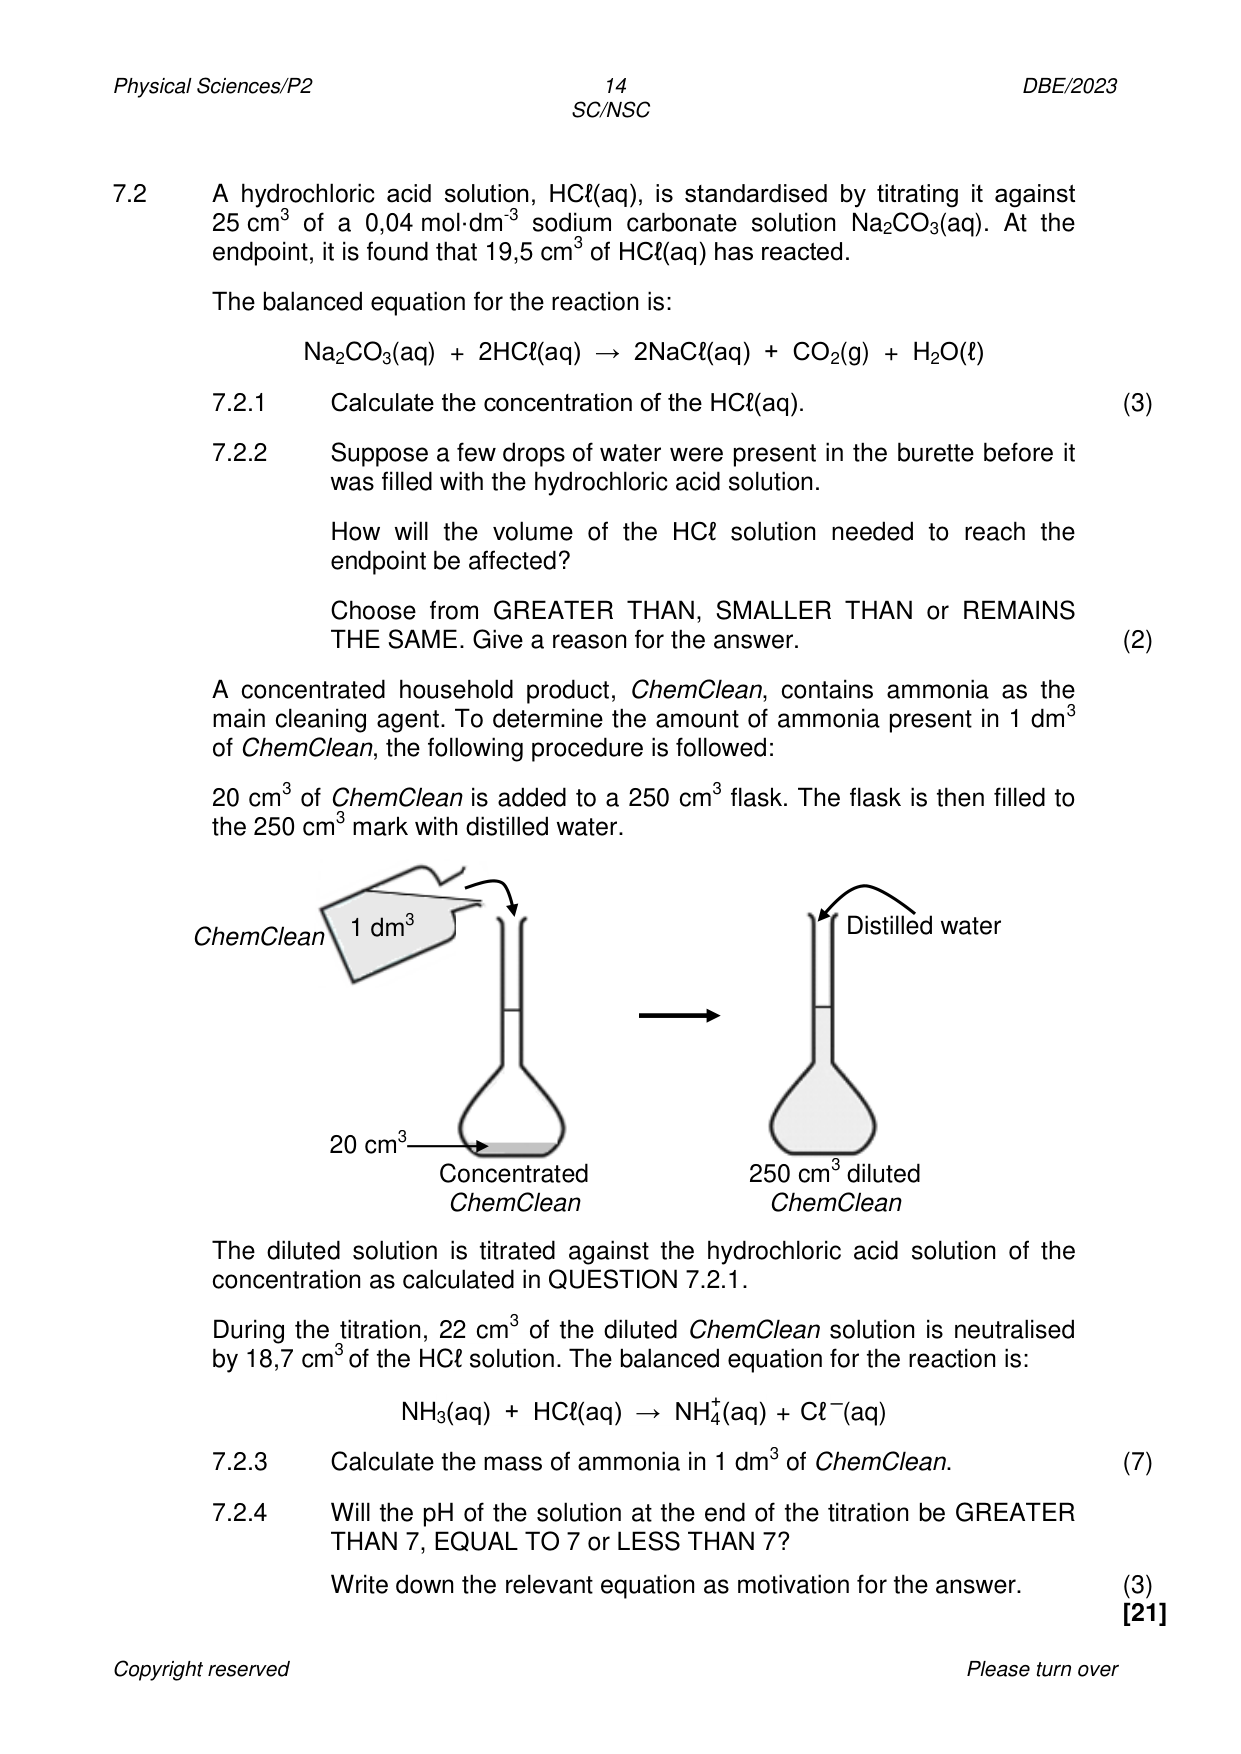 Physical Sciences/P2 14 DBE/2023
SC/NSC
7.2 A hydrochloric acid solution, HCℓ(aq), is standardised by titrating it against
25 cm³ of a 0,04 mol·dm⁻³ sodium carbonate solution Na₂CO₃(aq). At the
endpoint, it is found that 19,5 cm³ of HCℓ(aq) has reacted.
The balanced equation for the reaction is:
Na₂CO₃(aq) + 2HCℓ(aq) → 2NaCℓ(aq) + CO₂(g) + H₂O(ℓ)
7.2.1 Calculate the concentration of the HCℓ(aq). (3)
7.2.2 Suppose a few drops of water were present in the burette before it
was filled with the hydrochloric acid solution.
How will the volume of the HCℓ solution needed to reach the
endpoint be affected?
Choose from GREATER THAN, SMALLER THAN or REMAINS
THE SAME. Give a reason for the answer. (2)
A concentrated household product, ChemClean, contains ammonia as the
main cleaning agent. To determine the amount of ammonia present in 1 dm³
of ChemClean, the following procedure is followed:
20 cm³ of ChemClean is added to a 250 cm³ flask. The flask is then filled to
the 250 cm³ mark with distilled water.
ChemClean 1 dm³ Distilled water
20 cm³
Concentrated 250 cm³ diluted
ChemClean ChemClean
The diluted solution is titrated against the hydrochloric acid solution of the
concentration as calculated in QUESTION 7.2.1.
During the titration, 22 cm³ of the diluted ChemClean solution is neutralised
by 18,7 cm³ of the HCℓ solution. The balanced equation for the reaction is:
NH₃(aq) + HCℓ(aq) → NH₄⁺(aq) + Cℓ⁻(aq)
7.2.3 Calculate the mass of ammonia in 1 dm³ of ChemClean. (7)
7.2.4 Will the pH of the solution at the end of the titration be GREATER
THAN 7, EQUAL TO 7 or LESS THAN 7?
Write down the relevant equation as motivation for the answer. (3)
[21]
Copyright reserved Please turn over